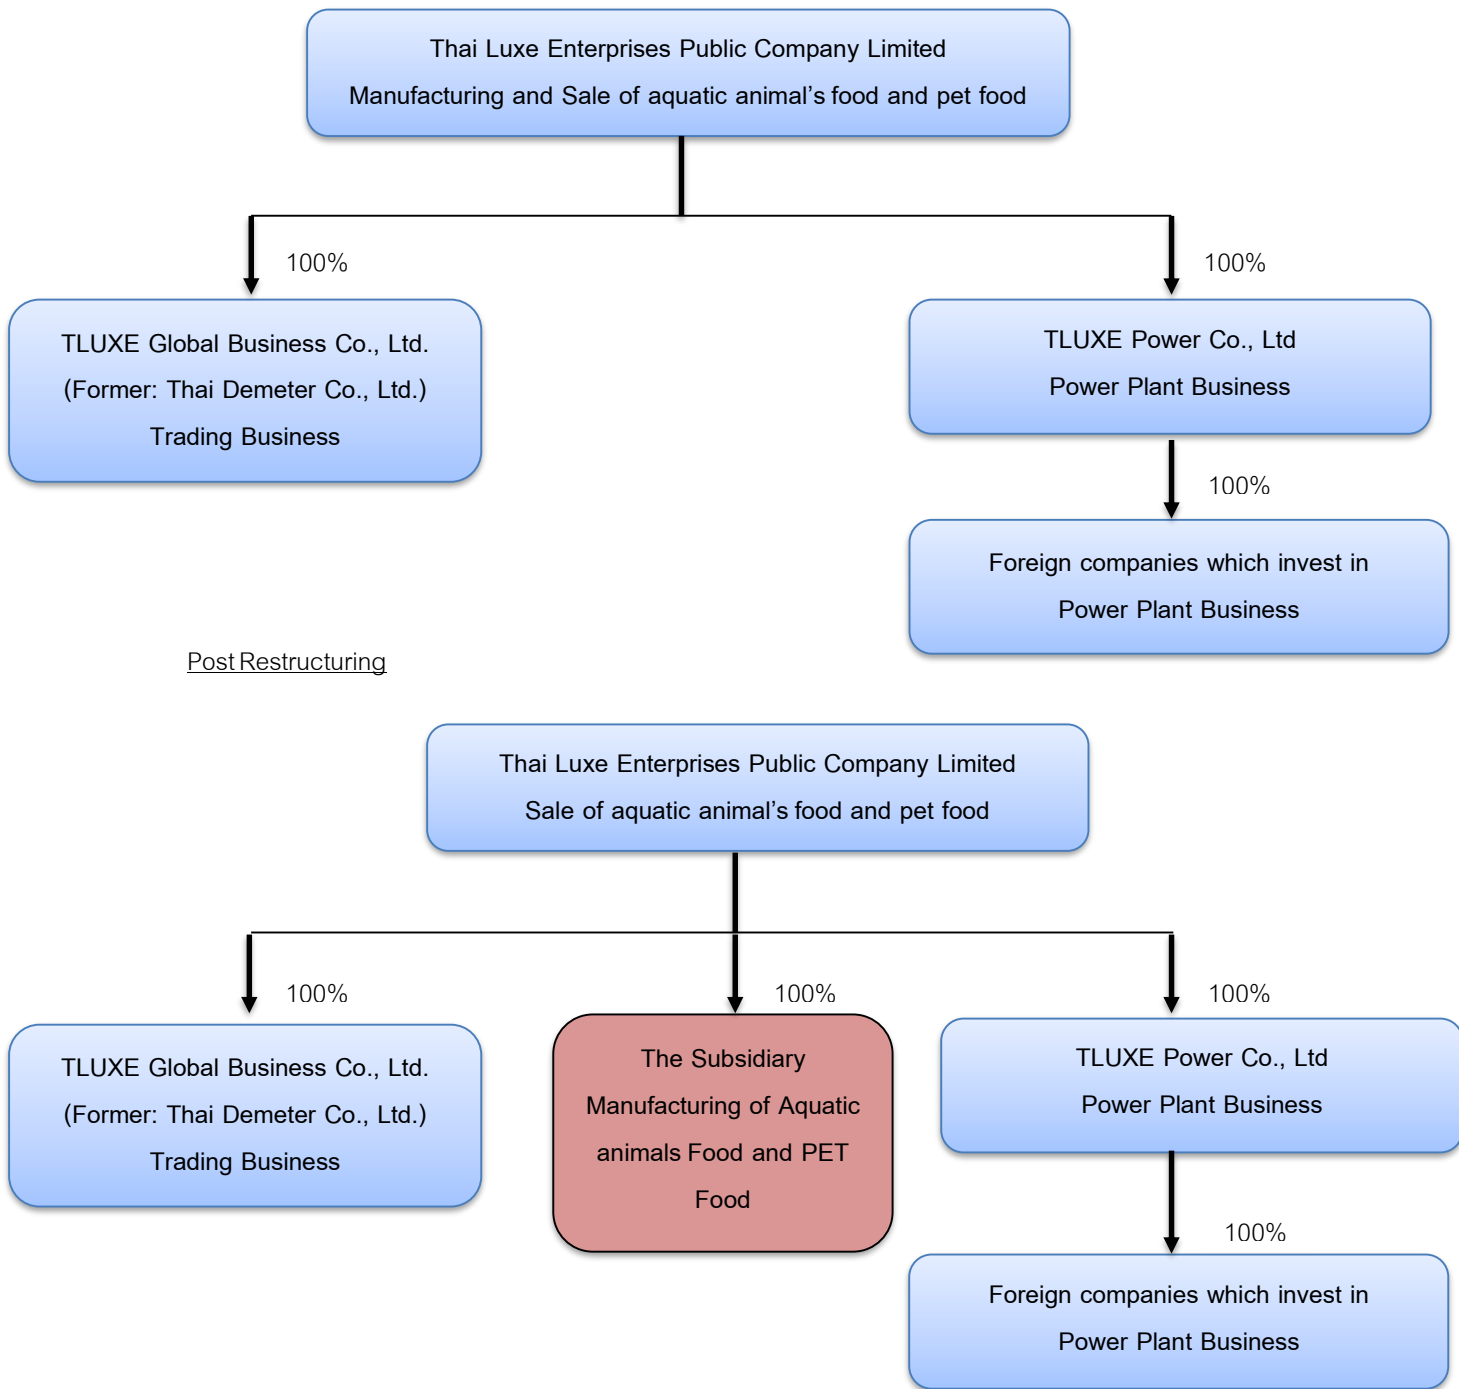 Thai Luxe Enterprises Public Company Limited
Manufacturing and Sale of aquatic animal’s food and pet food
100%
100%
TLUXE Global Business Co., Ltd.
(Former: Thai Demeter Co., Ltd.)
Trading Business
TLUXE Power Co., Ltd
Power Plant Business
100%
Foreign companies which invest in
Power Plant Business
Post Restructuring
Thai Luxe Enterprises Public Company Limited
Sale of aquatic animal’s food and pet food
100%
100%
100%
TLUXE Global Business Co., Ltd.
(Former: Thai Demeter Co., Ltd.)
Trading Business
The Subsidiary
Manufacturing of Aquatic
animals Food and PET
Food
TLUXE Power Co., Ltd
Power Plant Business
100%
Foreign companies which invest in
Power Plant Business